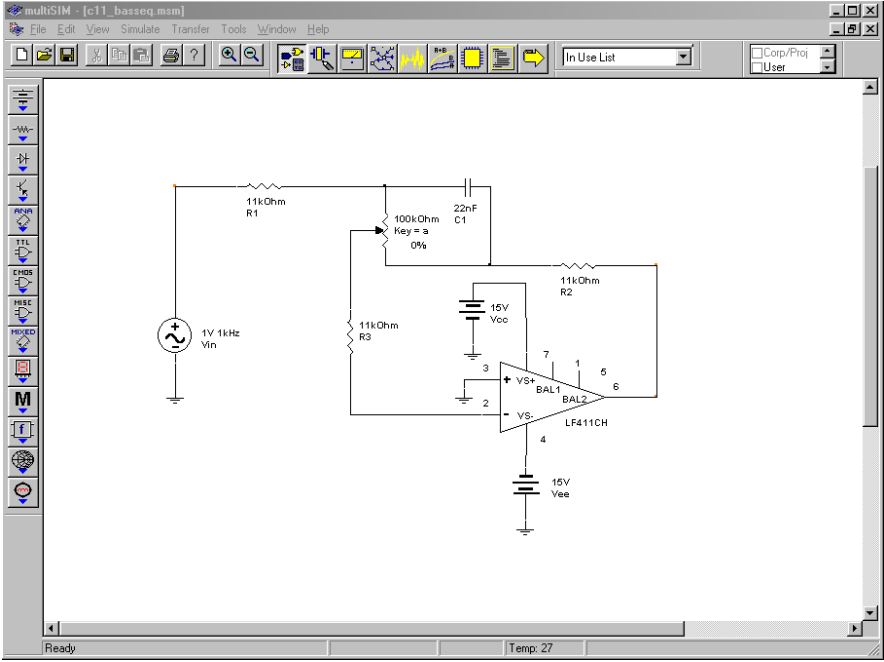 multiSIM - [c11_basseq.msm]
File Edit View Simulate Transfer Tools Window Help
In Use List
Corp/Proj
User
ANA
TTL
CMOS
MISC
MIXED
M
f
11kOhm
R1
22nF
C1
100kOhm
Key = a
0%
11kOhm
R2
15V
Vcc
1V 1kHz
Vin
11kOhm
R3
3
7
1
5
6
VS+
BAL1
BAL2
2
VS-
LF411CH
4
15V
Vee
Ready
Temp: 27